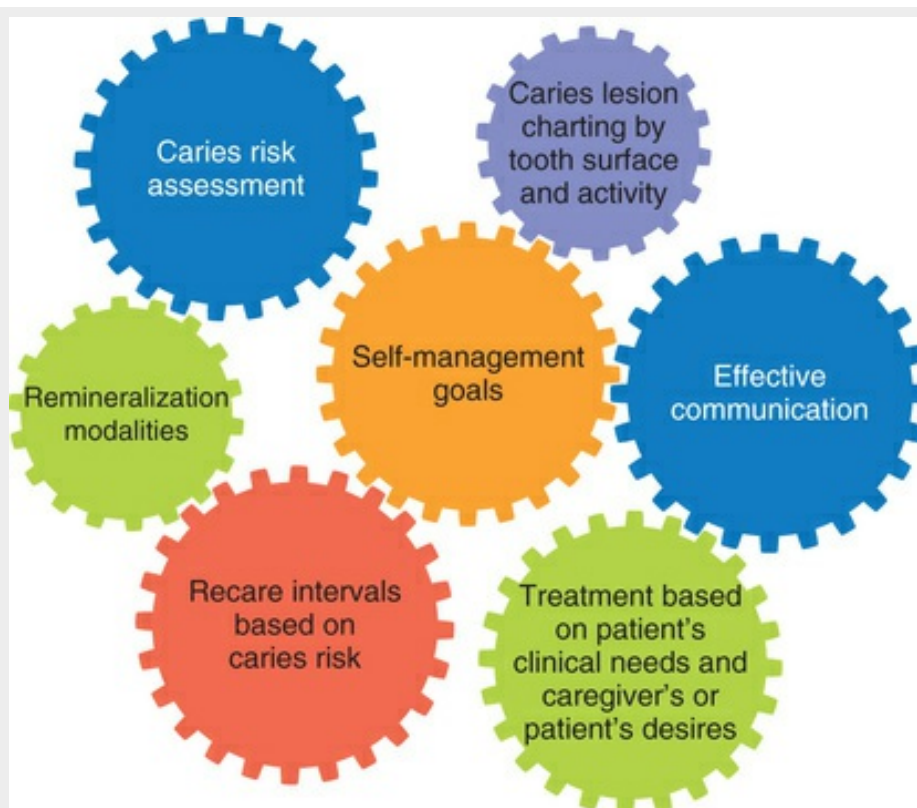 Caries risk
assessment
Caries lesion
charting by
tooth surface
and activity
Self-management
goals
Effective
communication
Remineralization
modalities
Recare intervals
based on
caries risk
Treatment based
on patient's
clinical needs and
caregiver's or
patient's desires